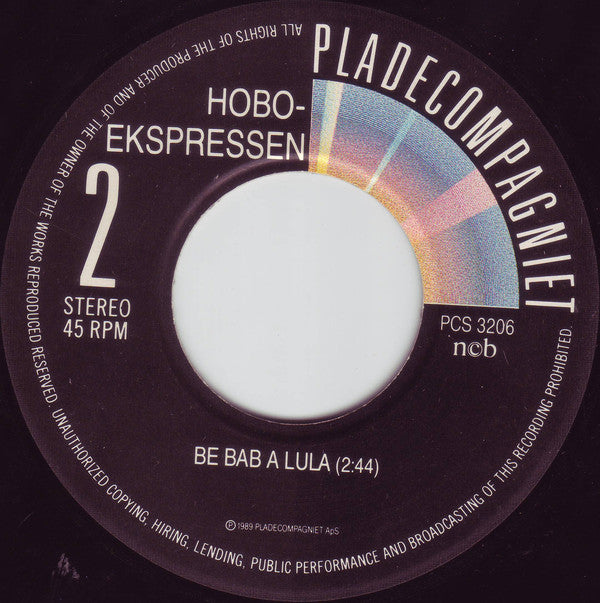 PLADECOMPAGNIET
HOBO-
EKSPRESSEN
2
STEREO
45 RPM
PCS 3206
n©b
BE BAB A LULA (2:44)
℗ 1989 PLADECOMPAGNIET ApS
ALL RIGHTS OF THE PRODUCER AND OF THE OWNER OF THE WORKS REPRODUCED RESERVED. UNAUTHORIZED COPYING, HIRING, LENDING, PUBLIC PERFORMANCE AND BROADCASTING OF THIS RECORDING PROHIBITED.